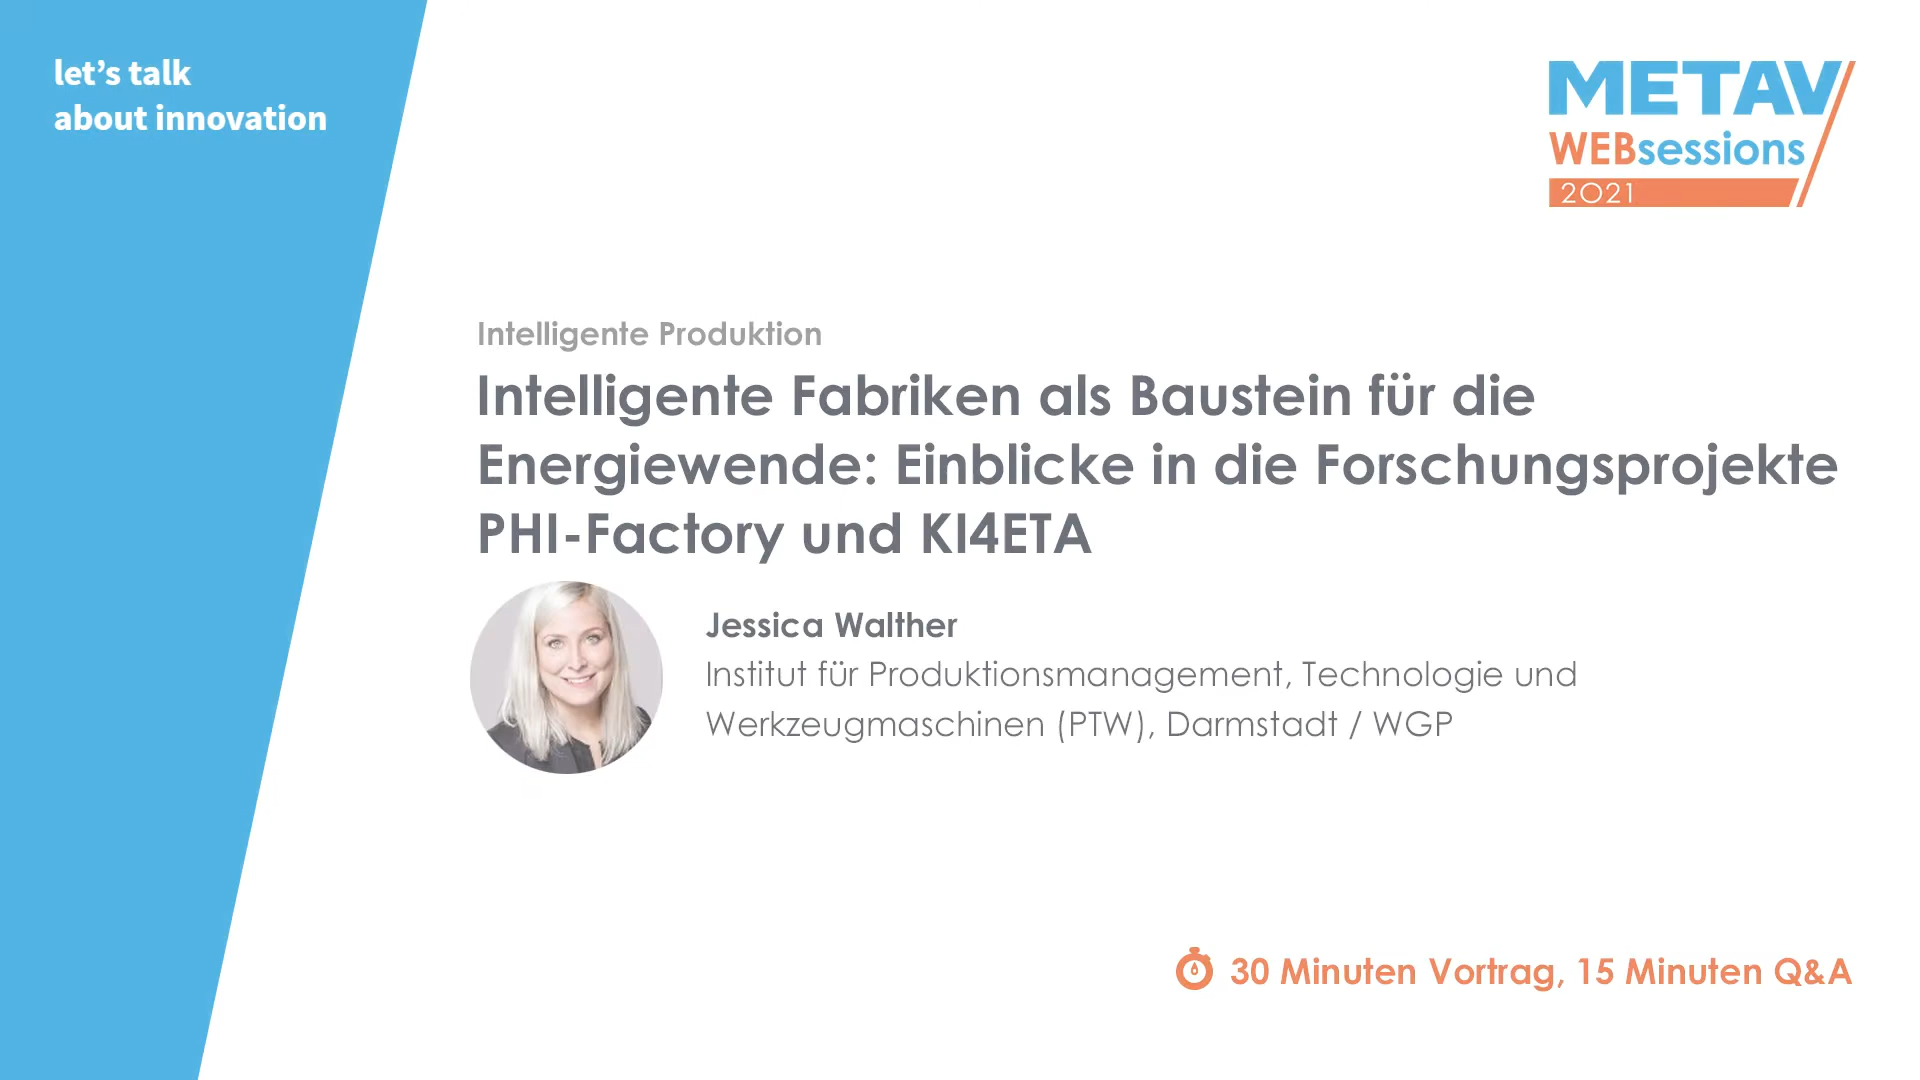 let’s talk
about innovation
METAV
WEBsessions
2021
Intelligente Produktion
Intelligente Fabriken als Baustein für die
Energiewende: Einblicke in die Forschungsprojekte
PHI-Factory und KI4ETA
Jessica Walther
Institut für Produktionsmanagement, Technologie und
Werkzeugmaschinen (PTW), Darmstadt / WGP
30 Minuten Vortrag, 15 Minuten Q&A